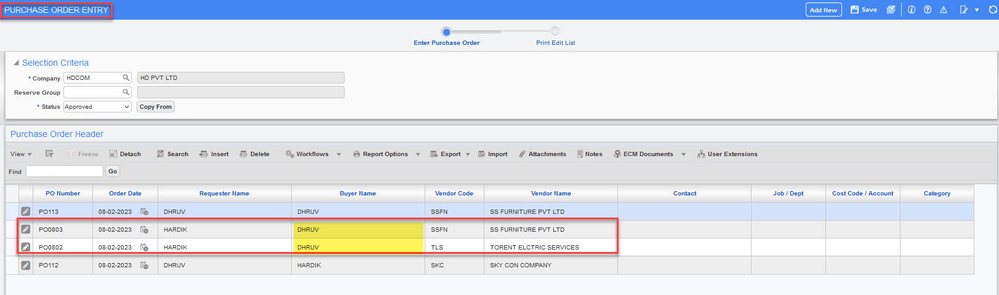 PURCHASE ORDER ENTRY Add New Save
Enter Purchase Order Print Edit List
Selection Criteria
* Company HDCOM HD PVT LTD
Reserve Group
* Status Approved Copy From
Purchase Order Header
View Freeze Detach Search Insert Delete Workflows Report Options Export Import Attachments Notes ECM Documents User Extensions
Find Go
PO Number Order Date Requester Name Buyer Name Vendor Code Vendor Name Contact Job / Dept Cost Code / Account Category
PO113 08-02-2023 DHRUV DHRUV SSFN SS FURNITURE PVT LTD
PO0803 08-02-2023 HARDIK DHRUV SSFN SS FURNITURE PVT LTD
PO0802 08-02-2023 HARDIK DHRUV TLS TORENT ELCTRIC SERVICES
PO112 08-02-2023 DHRUV HARDIK SKC SKY CON COMPANY